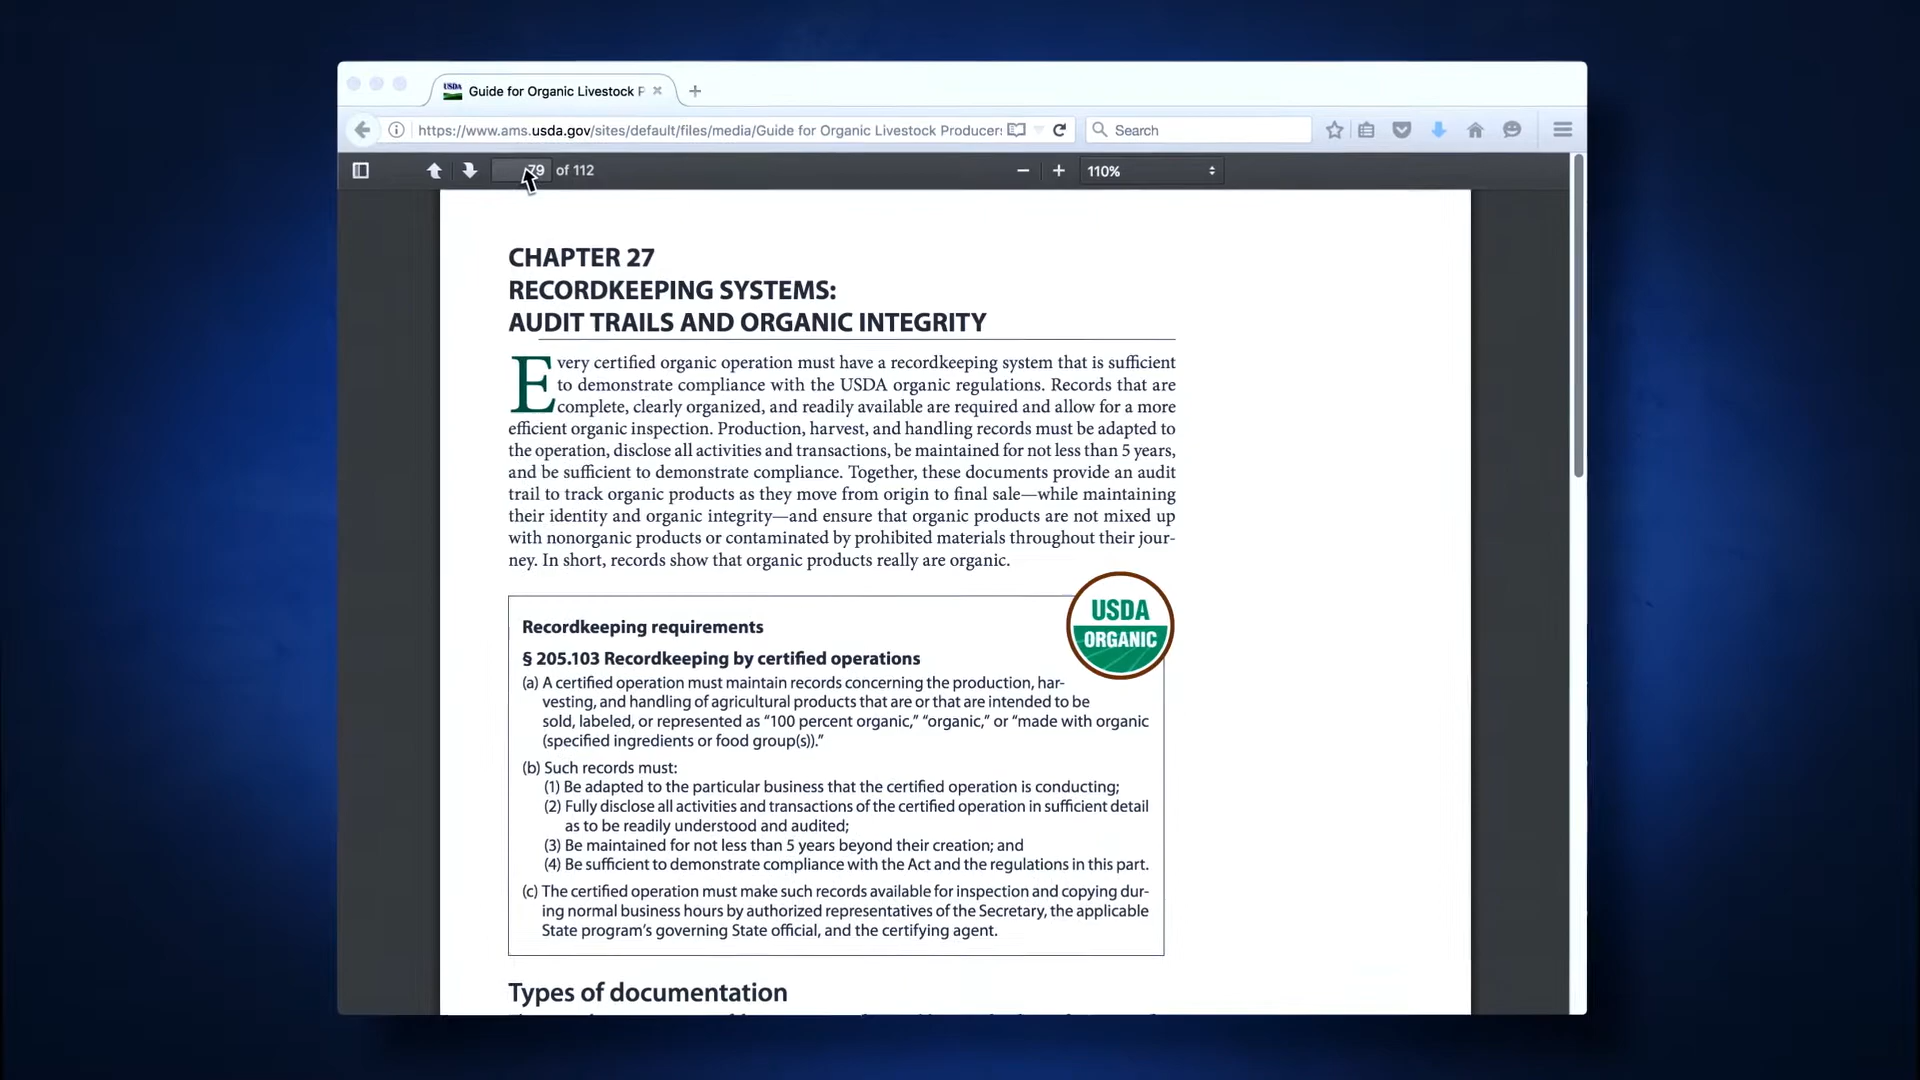 USDA
Guide for Organic Livestock P
https://www.ams.usda.gov/sites/default/files/media/Guide for Organic Livestock Producers
Search
79 of 112
110%
CHAPTER 27
RECORDKEEPING SYSTEMS:
AUDIT TRAILS AND ORGANIC INTEGRITY
Every certified organic operation must have a recordkeeping system that is sufficient
to demonstrate compliance with the USDA organic regulations. Records that are
complete, clearly organized, and readily available are required and allow for a more
efficient organic inspection. Production, harvest, and handling records must be adapted to
the operation, disclose all activities and transactions, be maintained for not less than 5 years,
and be sufficient to demonstrate compliance. Together, these documents provide an audit
trail to track organic products as they move from origin to final sale—while maintaining
their identity and organic integrity—and ensure that organic products are not mixed up
with nonorganic products or contaminated by prohibited materials throughout their jour-
ney. In short, records show that organic products really are organic.
USDA
ORGANIC
Recordkeeping requirements
§ 205.103 Recordkeeping by certified operations
(a) A certified operation must maintain records concerning the production, har-
vesting, and handling of agricultural products that are or that are intended to be
sold, labeled, or represented as “100 percent organic,” “organic,” or “made with organic
(specified ingredients or food group(s)).”
(b) Such records must:
(1) Be adapted to the particular business that the certified operation is conducting;
(2) Fully disclose all activities and transactions of the certified operation in sufficient detail
as to be readily understood and audited;
(3) Be maintained for not less than 5 years beyond their creation; and
(4) Be sufficient to demonstrate compliance with the Act and the regulations in this part.
(c) The certified operation must make such records available for inspection and copying dur-
ing normal business hours by authorized representatives of the Secretary, the applicable
State program’s governing State official, and the certifying agent.
Types of documentation